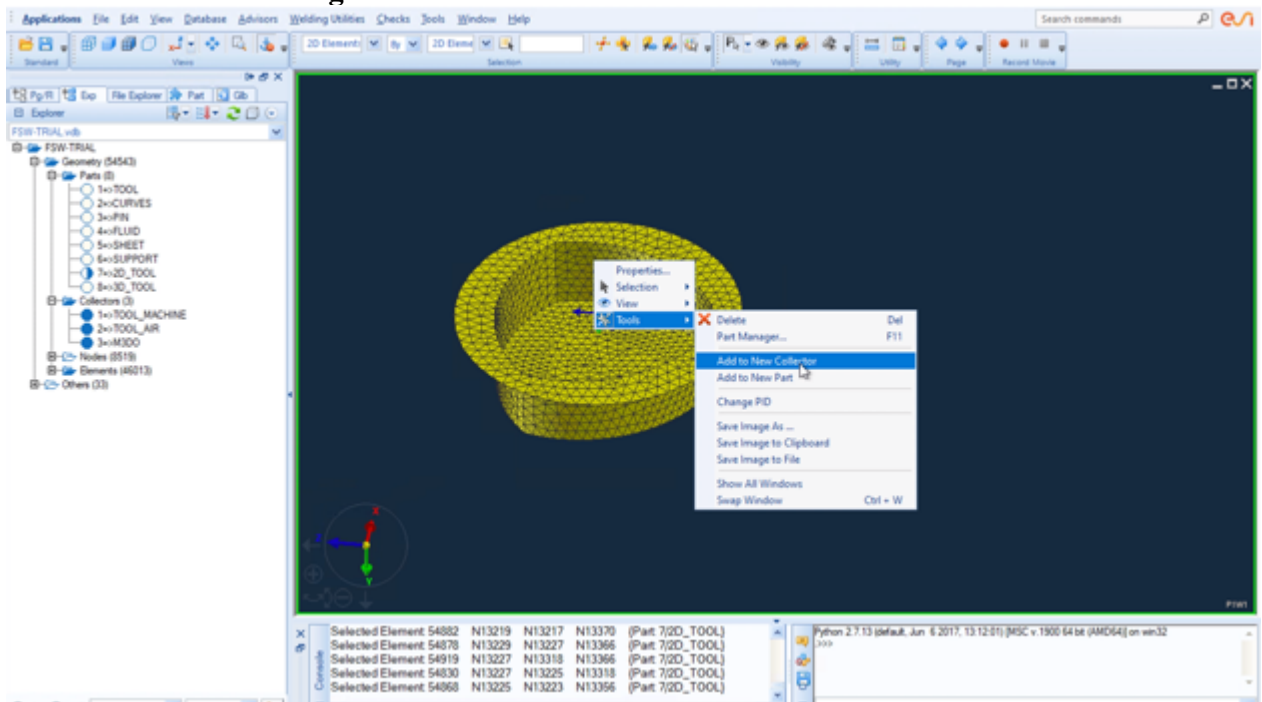 Applications File Edit View Database Advisors Welding Utilities Checks Tools Window Help
Search commands
esi
2D Elements By 2D Eleme
Standard Views Selection Visibility Utility Page Record Movie
Exp File Explorer Part Glb
Explorer
FSW-TRIAL.vdb
FSW-TRIAL
Geometry (54543)
Parts (8)
1=>TOOL
2=>CURVES
3=>PIN
4=>FLUID
5=>SHEET
6=>SUPPORT
7=>2D_TOOL
8=>3D_TOOL
Collectors (3)
1=>TOOL_MACHINE
2=>TOOL_AIR
3=>M3DO
Nodes (8519)
Elements (46013)
Others (33)
Properties...
Selection
View
Tools
Delete Del
Part Manager... F11
Add to New Collector
Add to New Part
Change PID
Save Image As ...
Save Image to Clipboard
Save Image to File
Show All Windows
Swap Window Ctrl + W
X
Y
P1W1
Console
Selected Element 54882 N13219 N13217 N13370 (Part 7/2D_TOOL)
Selected Element 54878 N13229 N13227 N13366 (Part 7/2D_TOOL)
Selected Element 54919 N13227 N13318 N13366 (Part 7/2D_TOOL)
Selected Element 54830 N13227 N13225 N13318 (Part 7/2D_TOOL)
Selected Element 54868 N13225 N13223 N13356 (Part 7/2D_TOOL)
Python 2.7.13 (default, Jun 6 2017, 13:12:01) [MSC v.1900 64 bit (AMD64)] on win32
>>>